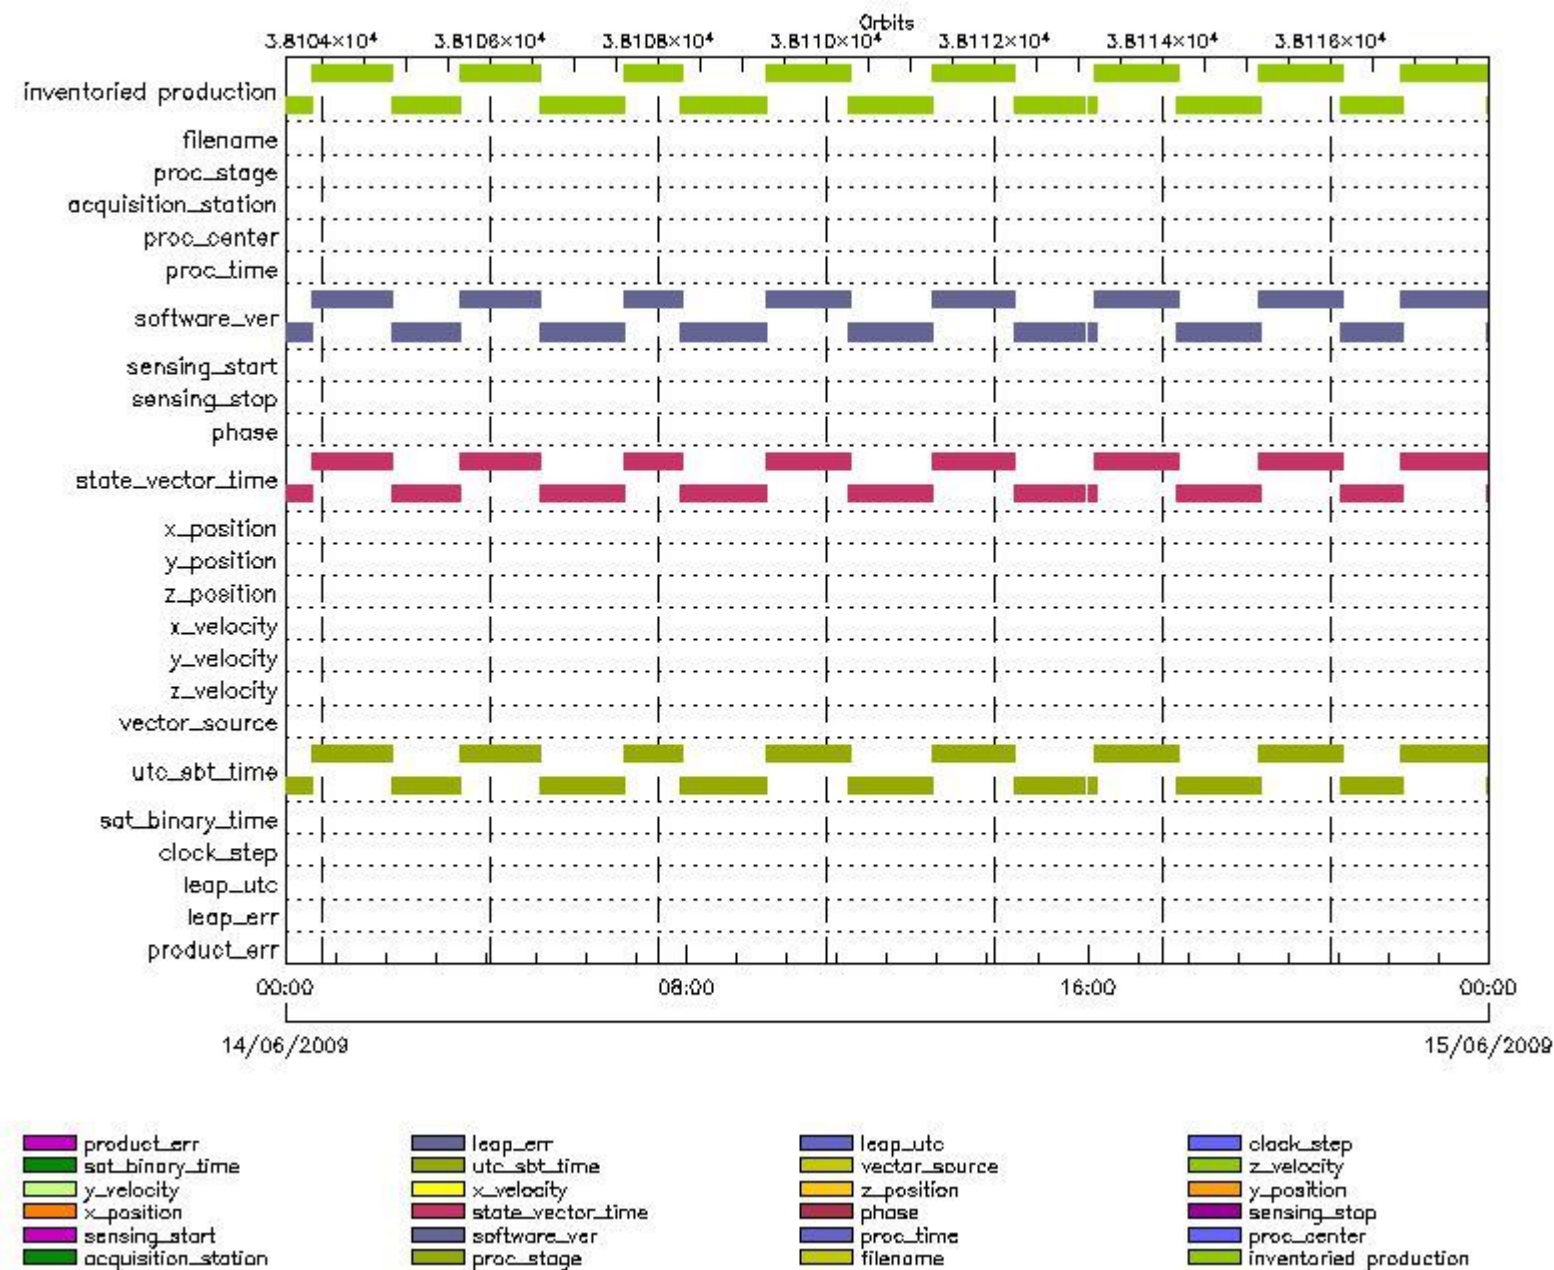 Orbits
3.8104×10⁴ 3.8106×10⁴ 3.8108×10⁴ 3.8110×10⁴ 3.8112×10⁴ 3.8114×10⁴ 3.8116×10⁴
inventoried production
filename
proc_stage
acquisition_station
proc_center
proc_time
software_ver
sensing_start
sensing_stop
phase
state_vector_time
x_position
y_position
z_position
x_velocity
y_velocity
z_velocity
vector_source
utc_sbt_time
sat_binary_time
clock_step
leap_utc
leap_err
product_err
00:00 08:00 16:00 00:00
14/06/2009 15/06/2009
product_err leap_err leap_utc clock_step
sat_binary_time utc_sbt_time vector_source z_velocity
y_velocity x_velocity z_position y_position
x_position state_vector_time phase sensing_stop
sensing_start software_ver proc_time proc_center
acquisition_station proc_stage filename inventoried production